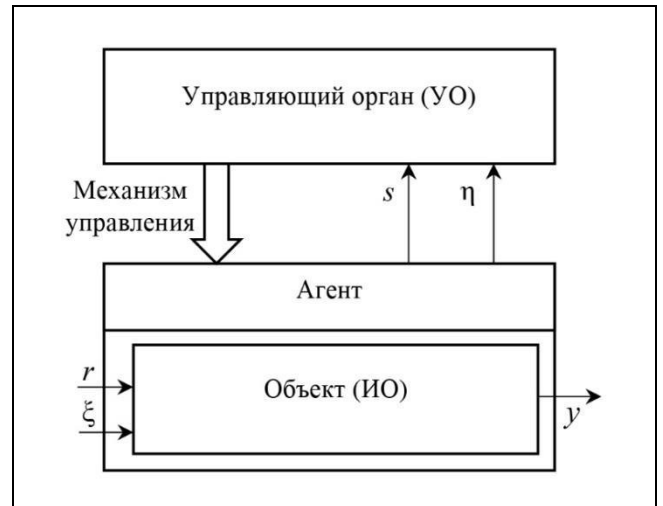 Управляющий орган (УО)
Механизм
управления
s
η
Агент
r
Объект (ИО)
ξ
y